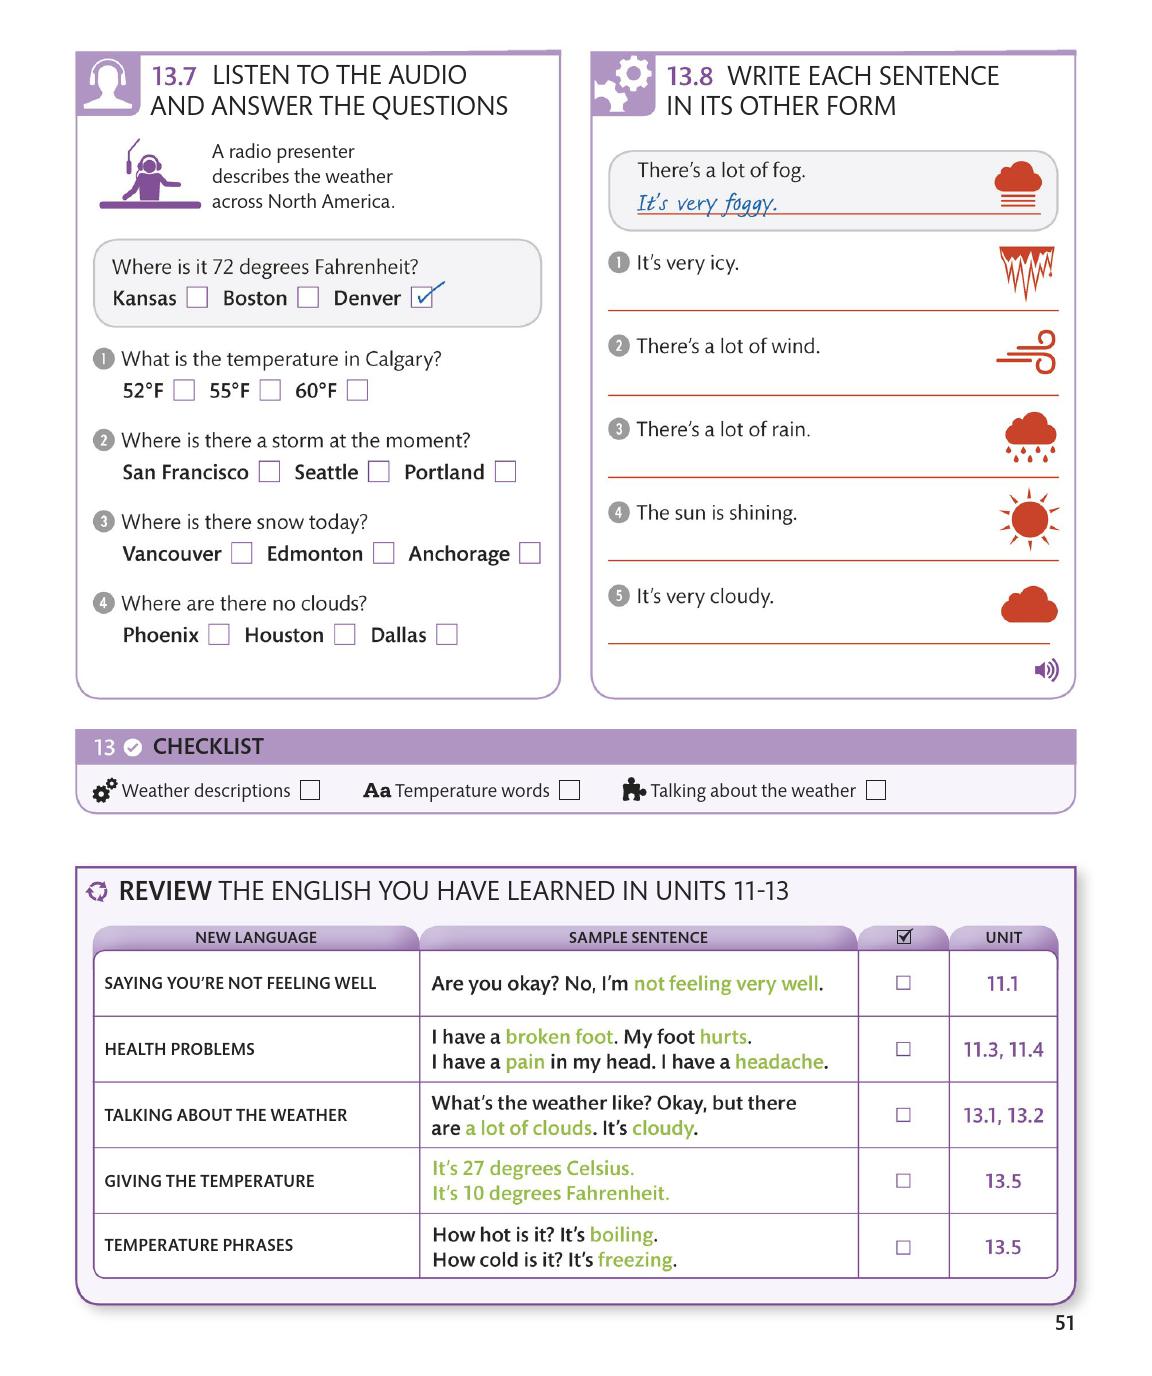 13.7 LISTEN TO THE AUDIO
AND ANSWER THE QUESTIONS
A radio presenter
describes the weather
across North America.
Where is it 72 degrees Fahrenheit?
Kansas Boston Denver
1 What is the temperature in Calgary?
52°F 55°F 60°F
2 Where is there a storm at the moment?
San Francisco Seattle Portland
3 Where is there snow today?
Vancouver Edmonton Anchorage
4 Where are there no clouds?
Phoenix Houston Dallas
13.8 WRITE EACH SENTENCE
IN ITS OTHER FORM
There's a lot of fog.
It's very foggy.
1 It's very icy.
2 There's a lot of wind.
3 There's a lot of rain.
4 The sun is shining.
5 It's very cloudy.
13 CHECKLIST
Weather descriptions Aa Temperature words Talking about the weather
REVIEW THE ENGLISH YOU HAVE LEARNED IN UNITS 11-13
NEW LANGUAGE SAMPLE SENTENCE UNIT
SAYING YOU'RE NOT FEELING WELL Are you okay? No, I'm not feeling very well. 11.1
HEALTH PROBLEMS I have a broken foot. My foot hurts.
I have a pain in my head. I have a headache. 11.3, 11.4
TALKING ABOUT THE WEATHER What's the weather like? Okay, but there
are a lot of clouds. It's cloudy. 13.1, 13.2
GIVING THE TEMPERATURE It's 27 degrees Celsius.
It's 10 degrees Fahrenheit. 13.5
TEMPERATURE PHRASES How hot is it? It's boiling.
How cold is it? It's freezing. 13.5
51